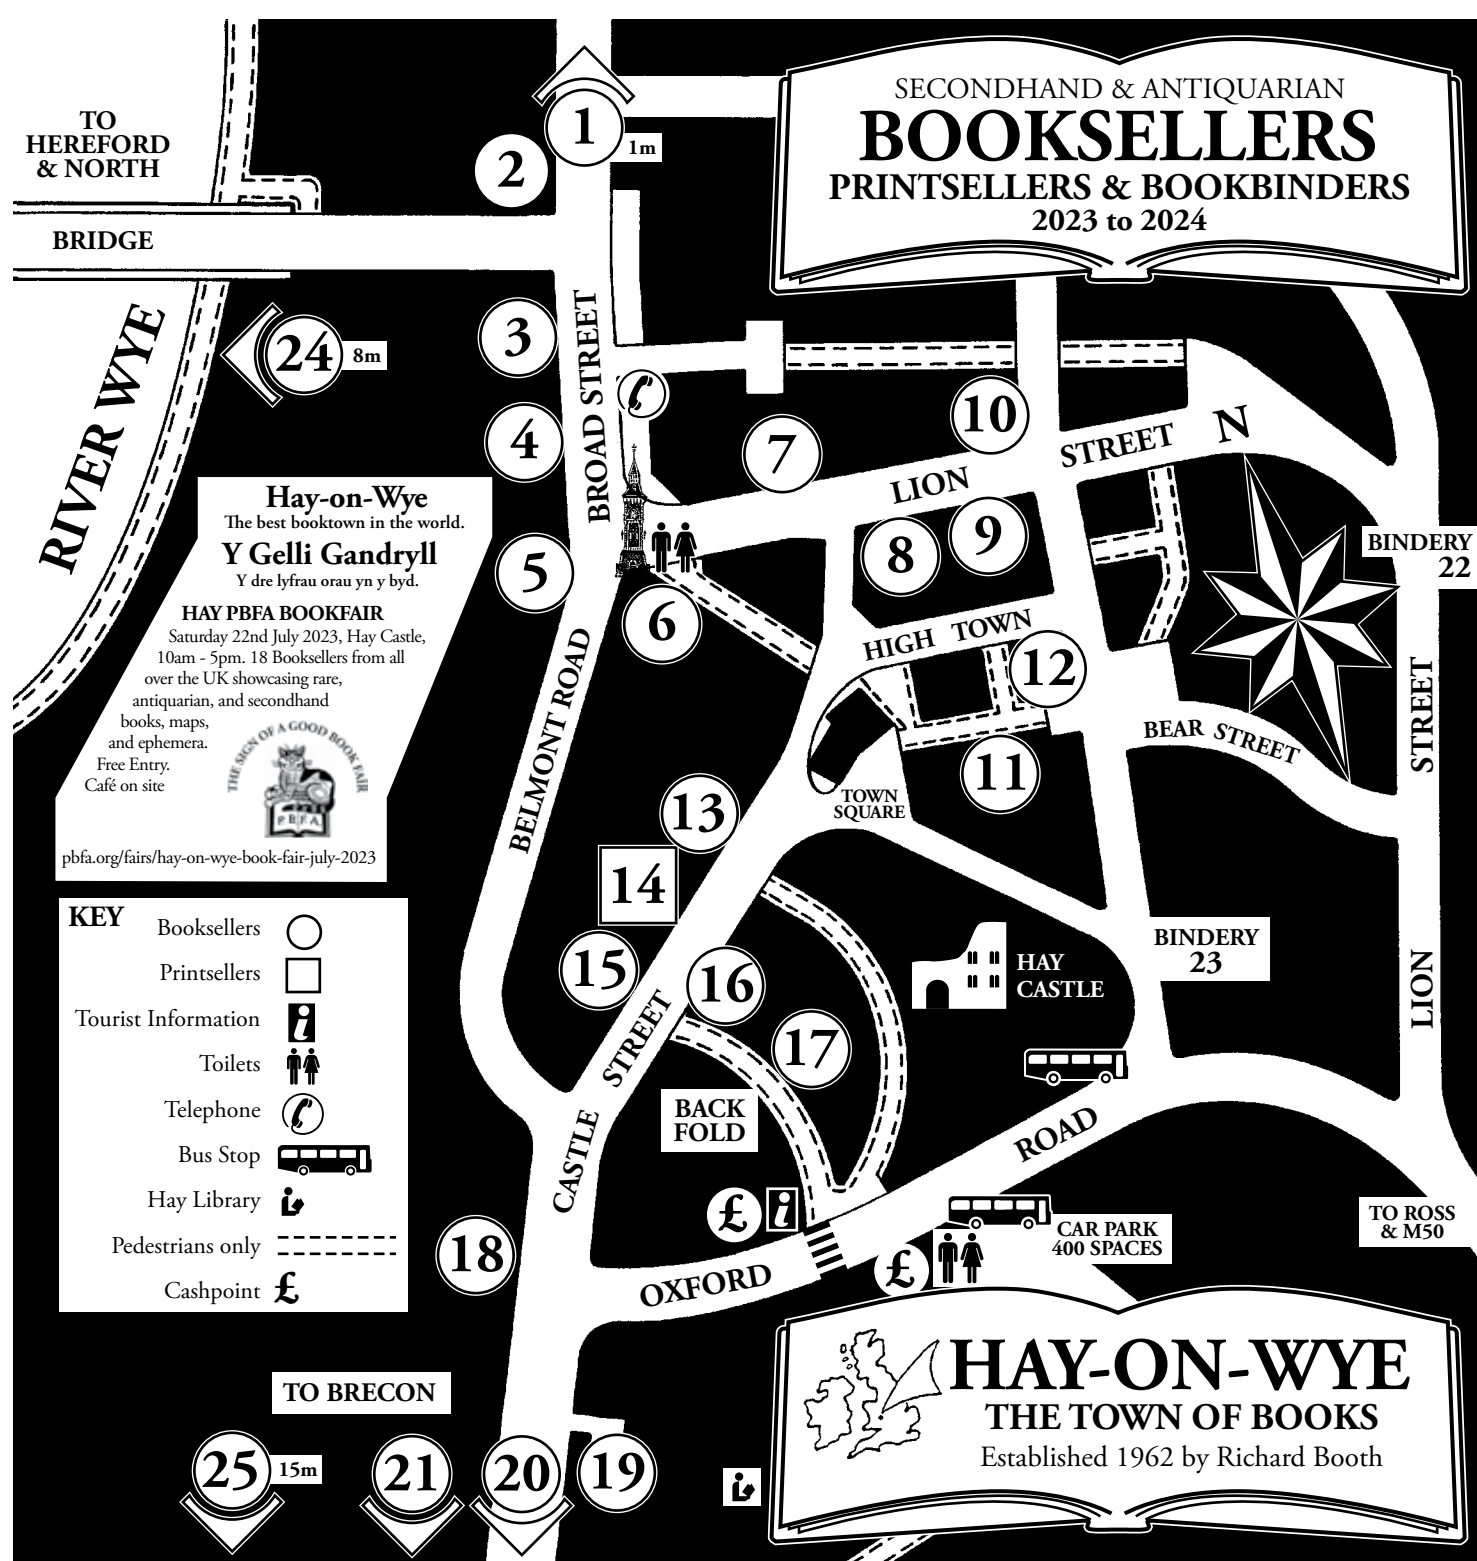 SECONDHAND & ANTIQUARIAN
BOOKSELLERS
PRINTSELLERS & BOOKBINDERS
2023 to 2024
TO
HEREFORD
& NORTH
1
1m
2
BRIDGE
RIVER WYE
24
8m
3
BROAD STREET
4
7
10
LION STREET
N
Hay-on-Wye
The best booktown in the world.
Y Gelli Gandryll
Y dre lyfrau orau yn y byd.
HAY PBFA BOOKFAIR
Saturday 22nd July 2023, Hay Castle,
10am - 5pm. 18 Booksellers from all
over the UK showcasing rare,
antiquarian, and secondhand
books, maps,
and ephemera.
Free Entry.
Café on site
THE SIGN OF A GOOD BOOK FAIR
PBFA
pbfa.org/fairs/hay-on-wye-book-fair-july-2023
5
6
8
9
BINDERY
22
HIGH TOWN
12
BELMONT ROAD
BEAR STREET
LION STREET
11
TOWN
SQUARE
13
14
15
16
17
CASTLE STREET
HAY
CASTLE
BINDERY
23
BACK
FOLD
KEY
Booksellers
Printsellers
Tourist Information
i
Toilets
Telephone
Bus Stop
Hay Library
Pedestrians only
Cashpoint £
£
i
18
OXFORD ROAD
£
CAR PARK
400 SPACES
TO ROSS
& M50
TO BRECON
25
15m
21
20
19
HAY-ON-WYE
THE TOWN OF BOOKS
Established 1962 by Richard Booth